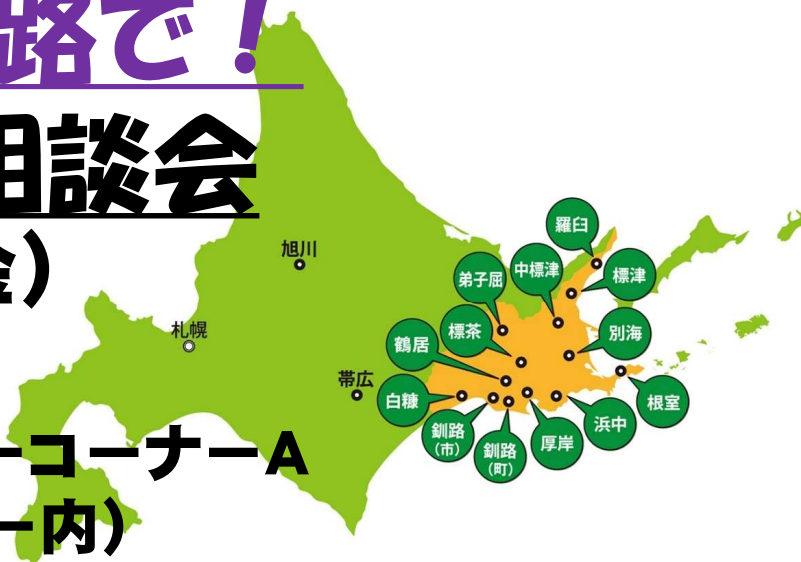 路で！
相談会
金）
ーコーナーA
ー内）
旭川
札幌
帯広
羅臼
弟子屈
中標津
標津
標茶
別海
鶴居
白糠
根室
釧路
（市）
釧路
（町）
厚岸
浜中